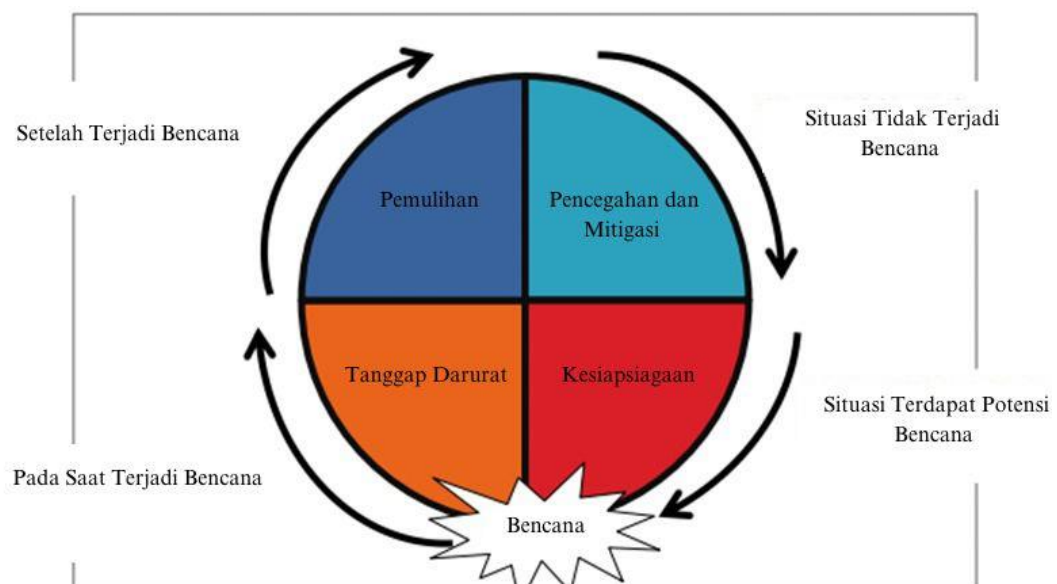 Setelah Terjadi Bencana
Situasi Tidak Terjadi
Bencana
Pemulihan
Pencegahan dan
Mitigasi
Tanggap Darurat
Kesiapsiagaan
Situasi Terdapat Potensi
Bencana
Pada Saat Terjadi Bencana
Bencana